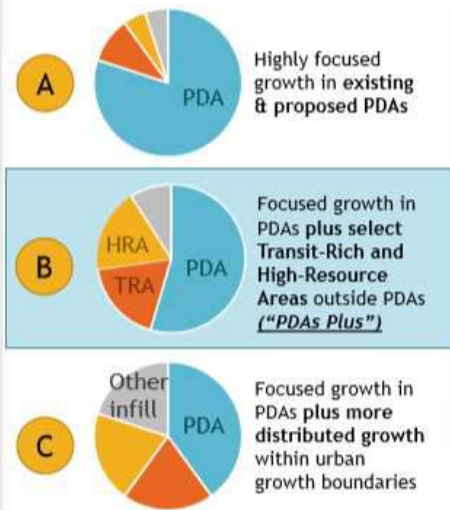 A
PDA
Highly focused
growth in existing
& proposed PDAs
B
HRA
TRA
PDA
Focused growth in
PDAs plus select
Transit-Rich and
High-Resource
Areas outside PDAs
("PDAs Plus")
C
Other
infill
PDA
Focused growth in
PDAs plus more
distributed growth
within urban
growth boundaries